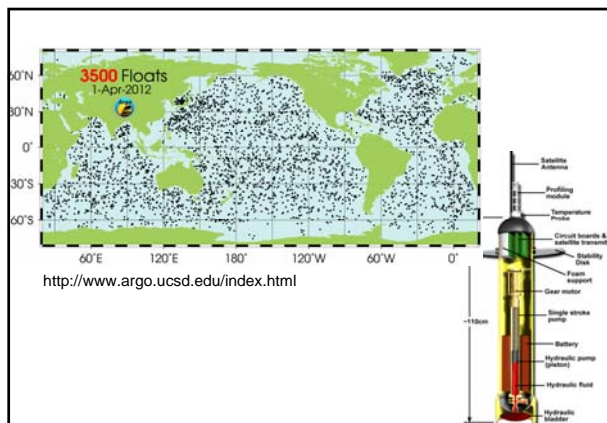 3500 Floats
1-Apr-2012
60°N
30°N
0°
30°S
60°S
60°E
120°E
180°
120°W
60°W
0°
http://www.argo.ucsd.edu/index.html
Satellite
Antenna
Profiling
module
Temperature
Probe
Circuit boards &
satellite transmit
Stability
Disk
Foam
support
Gear motor
Single stroke
pump
~110cm
Battery
Hydraulic pump
(piston)
Hydraulic fluid
Hydraulic
bladder